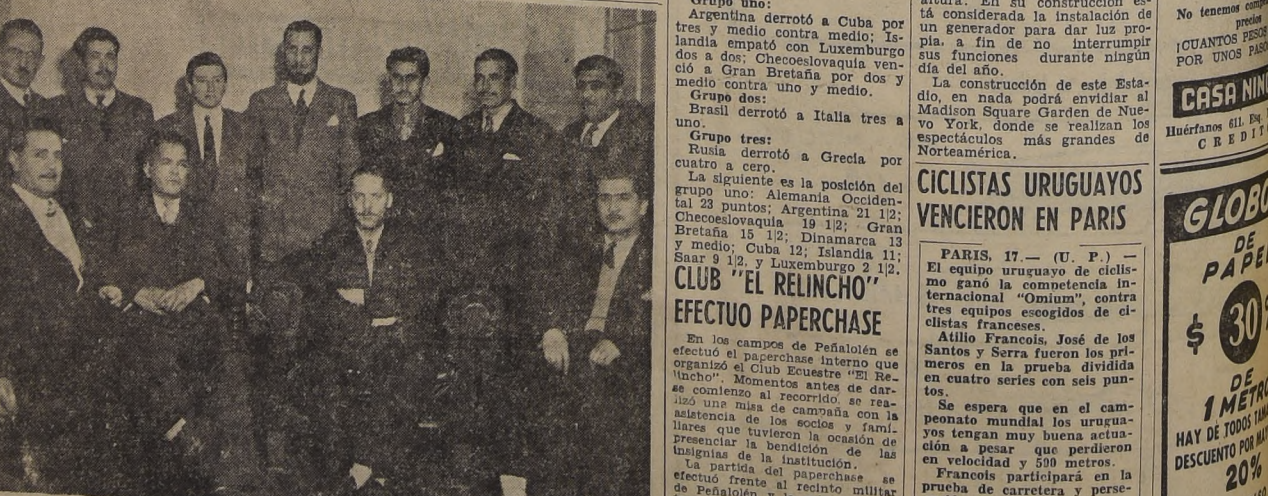 Grupo uno:
Argentina derrotó a Cuba por
tres y medio contra medio; Is-
landia empató con Luxemburgo
dos a dos; Checoeslovaquia ven-
ció a Gran Bretaña por dos y
medio contra uno y medio.
Grupo dos:
Brasil derrotó a Italia tres a
uno.
Grupo tres:
Rusia derrotó a Grecia por
cuatro a cero.
La siguiente es la posición del
grupo uno: Alemania Occiden-
tal 23 puntos; Argentina 21 1|2;
Checoeslovaquia 19 1|2; Gran
Bretaña 15 1|2; Dinamarca 13
y medio; Cuba 12; Islandia 11;
Saar 9 1|2, y Luxemburgo 2 1|2.
CLUB "EL RELINCHO"
EFECTUO PAPERCHASE
En los campos de Peñalolén se
efectuó el paperchase interno que
organizó el Club Ecuestre "El Re-
lincho". Momentos antes de dar-
se comienzo al recorrido, se rea-
lizó una misa de campaña con la
asistencia de los socios y fami-
liares que tuvieron la ocasión de
presenciar la bendición de las
insignias de la institución.
La partida del paperchase se
efectuó frente al recinto militar
de Peñalolén y
altura. En su construcción es-
tá considerada la instalación de
un generador para dar luz pro-
pia, a fin de no interrumpir
sus funciones durante ningún
día del año.
La construcción de este Esta-
dio, en nada podrá envidiar al
Madison Square Garden de Nue-
va York, donde se realizan los
espectáculos más grandes de
Norteamérica.
CICLISTAS URUGUAYOS
VENCIERON EN PARIS
PARIS, 17.— (U. P.) —
El equipo uruguayo de ciclis-
mo ganó la competencia in-
ternacional "Omium", contra
tres equipos escogidos de ci-
clistas franceses.
Atilio Francois, José de los
Santos y Serra fueron los pri-
meros en la prueba dividida
en cuatro series con seis pun-
tos.
Se espera que en el cam-
peonato mundial los urugua-
yos tengan muy buena actua-
ción a pesar que perdieron
en velocidad y 500 metros.
Francois participará en la
prueba de carretera y perse-
No tenemos
precios
¡CUANTOS PESOS
POR UNOS
CASA
Huérfanos 611, Esq.
CREDIT
GLOBO
DE
PAPE
$ 30
DE
1 METRO
HAY DE TODOS
DESCUENTO POR
20%